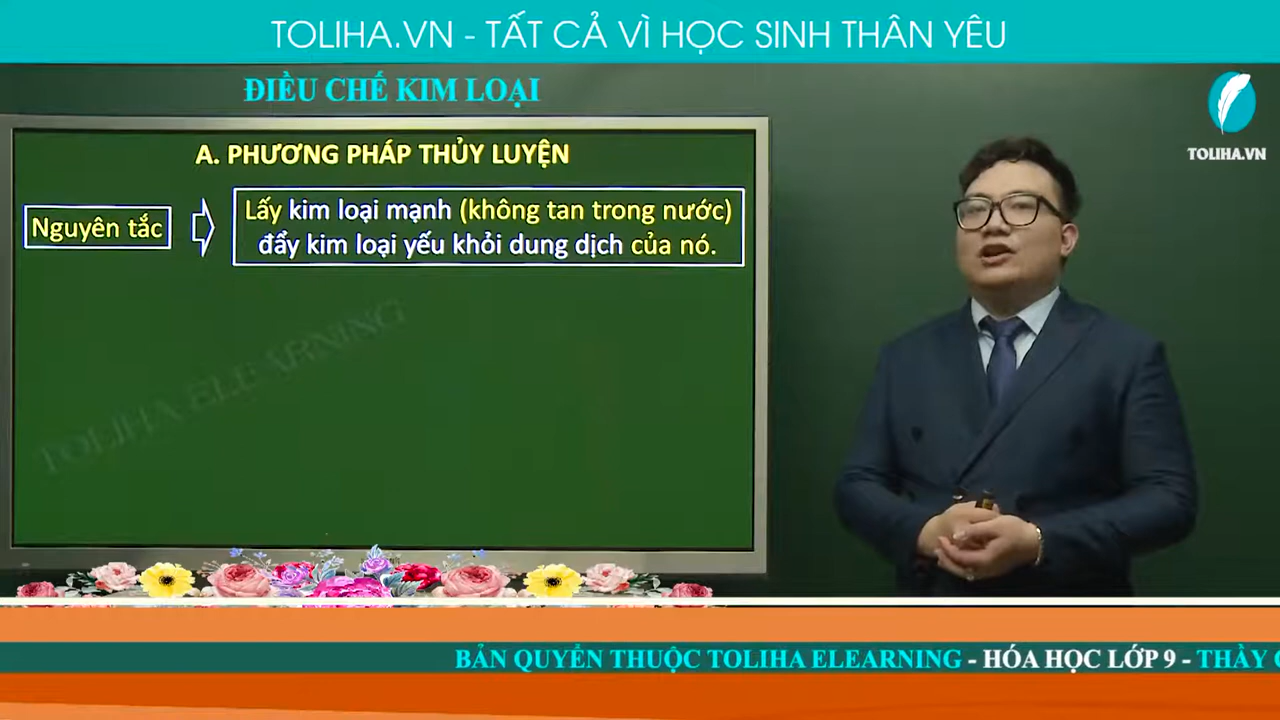 TOLIHA.VN - TẤT CẢ VÌ HỌC SINH THÂN YÊU
ĐIỀU CHẾ KIM LOẠI
TOLIHA.VN
A. PHƯƠNG PHÁP THỦY LUYỆN
Nguyên tắc
Lấy kim loại mạnh (không tan trong nước)
đẩy kim loại yếu khỏi dung dịch của nó.
TOLIHA ELEARNING
BẢN QUYỀN THUỘC TOLIHA ELEARNING - HÓA HỌC LỚP 9 - THẦY